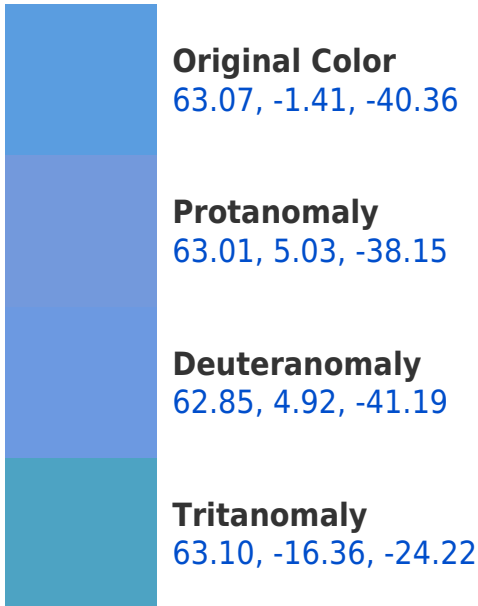 Original Color
63.07, -1.41, -40.36
Protanomaly
63.01, 5.03, -38.15
Deuteranomaly
62.85, 4.92, -41.19
Tritanomaly
63.10, -16.36, -24.22